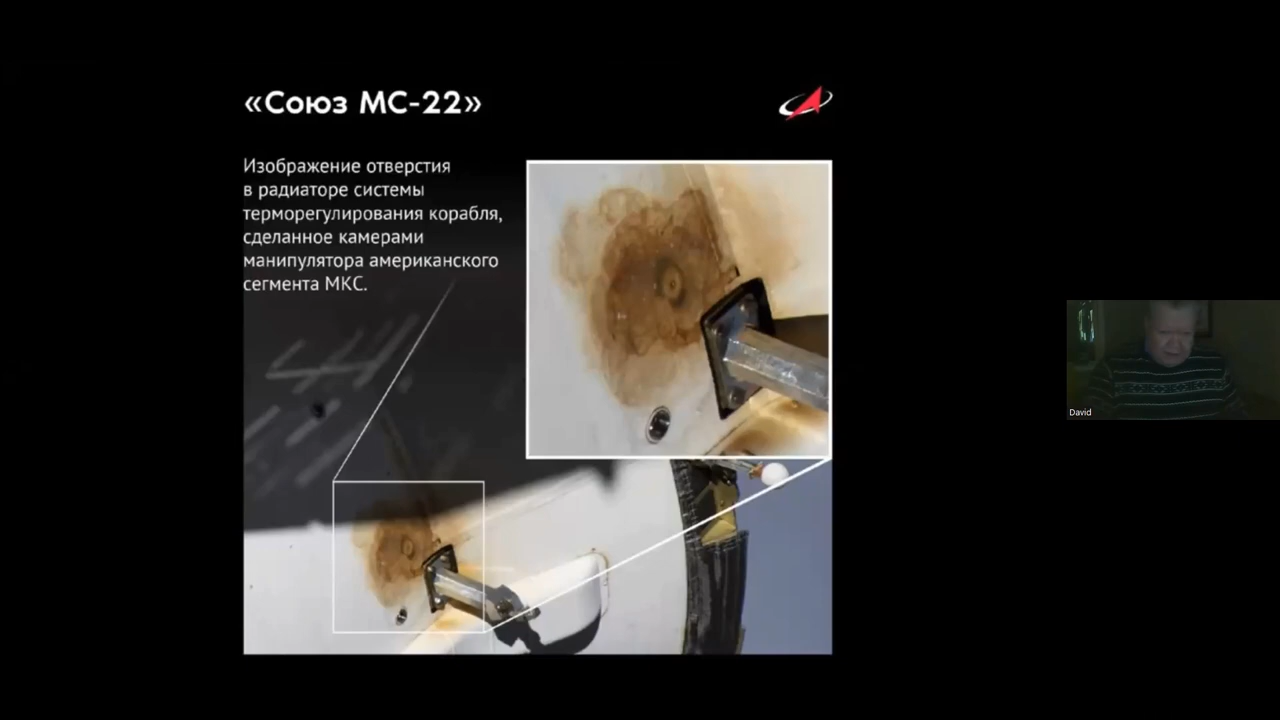 «Союз МС-22»
Изображение отверстия
в радиаторе системы
терморегулирования корабля,
сделанное камерами
манипулятора американского
сегмента МКС.
David